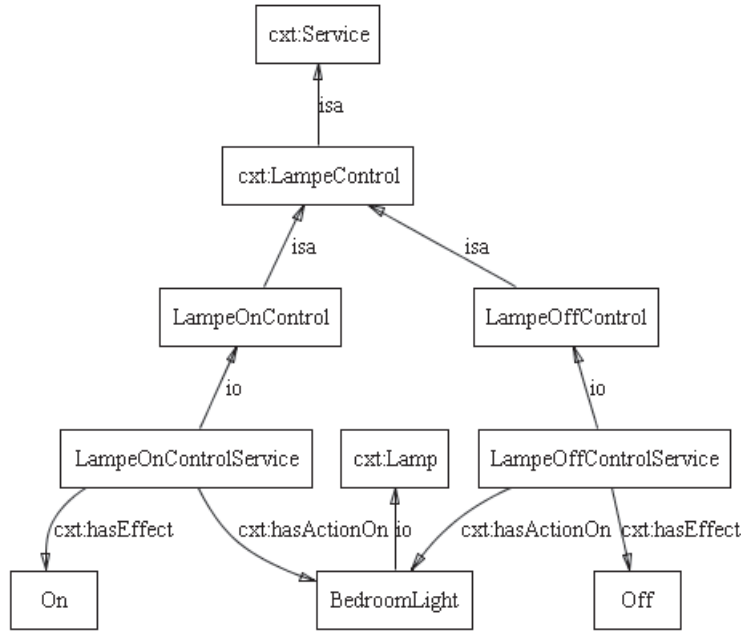 cxt:Service
isa
cxt:LampeControl
isa
isa
LampeOnControl
LampeOffControl
io
io
LampeOnControlService
cxt:Lamp
LampeOffControlService
cxt:hasEffect
cxt:hasActionOn
io
cxt:hasActionOn
cxt:hasEffect
On
BedroomLight
Off